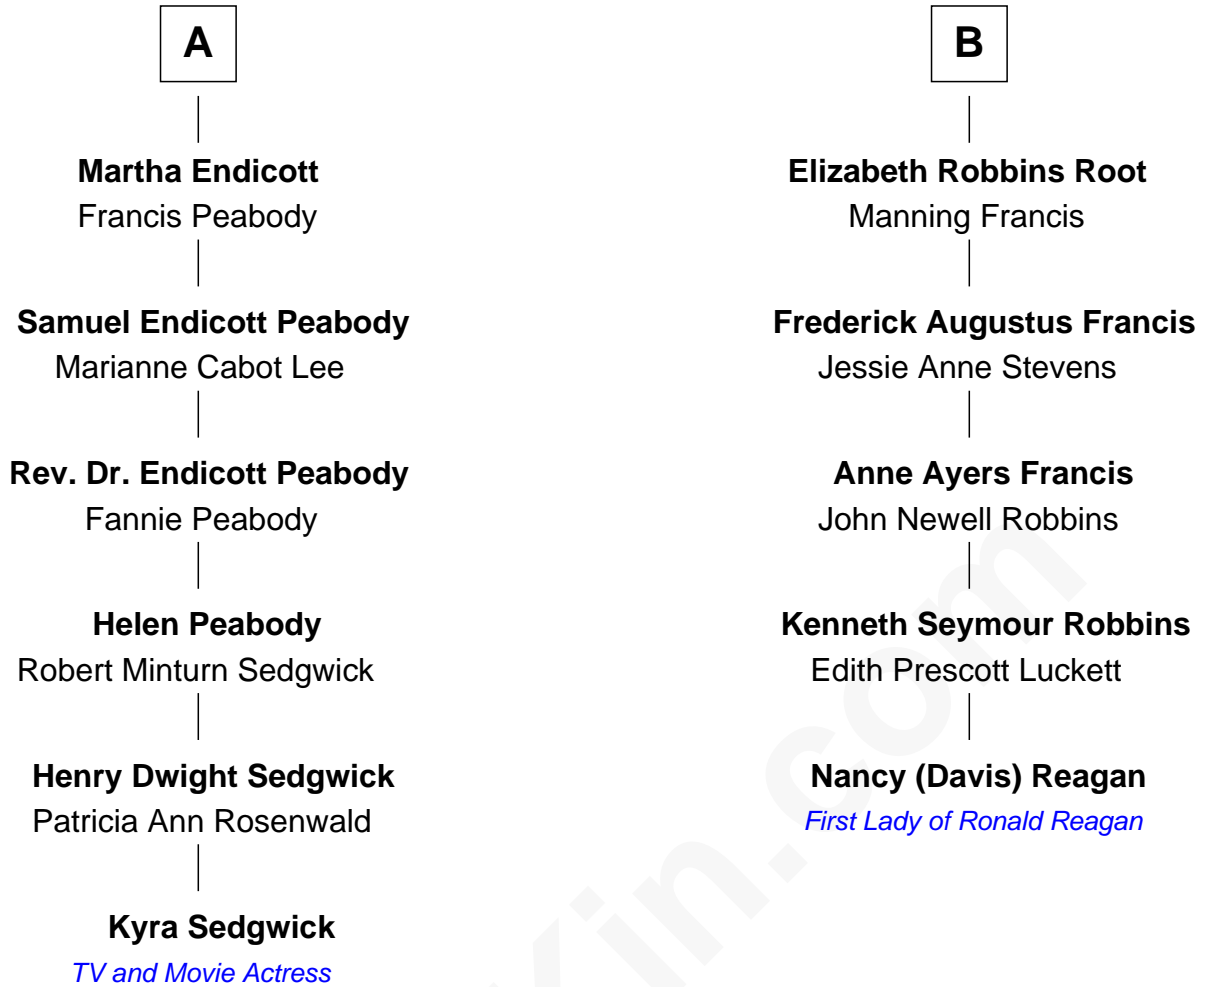 A
Martha Endicott
Francis Peabody
Samuel Endicott Peabody
Marianne Cabot Lee
Rev. Dr. Endicott Peabody
Fannie Peabody
Helen Peabody
Robert Minturn Sedgwick
Henry Dwight Sedgwick
Patricia Ann Rosenwald
Kyra Sedgwick
TV and Movie Actress
B
Elizabeth Robbins Root
Manning Francis
Frederick Augustus Francis
Jessie Anne Stevens
Anne Ayers Francis
John Newell Robbins
Kenneth Seymour Robbins
Edith Prescott Luckett
Nancy (Davis) Reagan
First Lady of Ronald Reagan
Kin.com